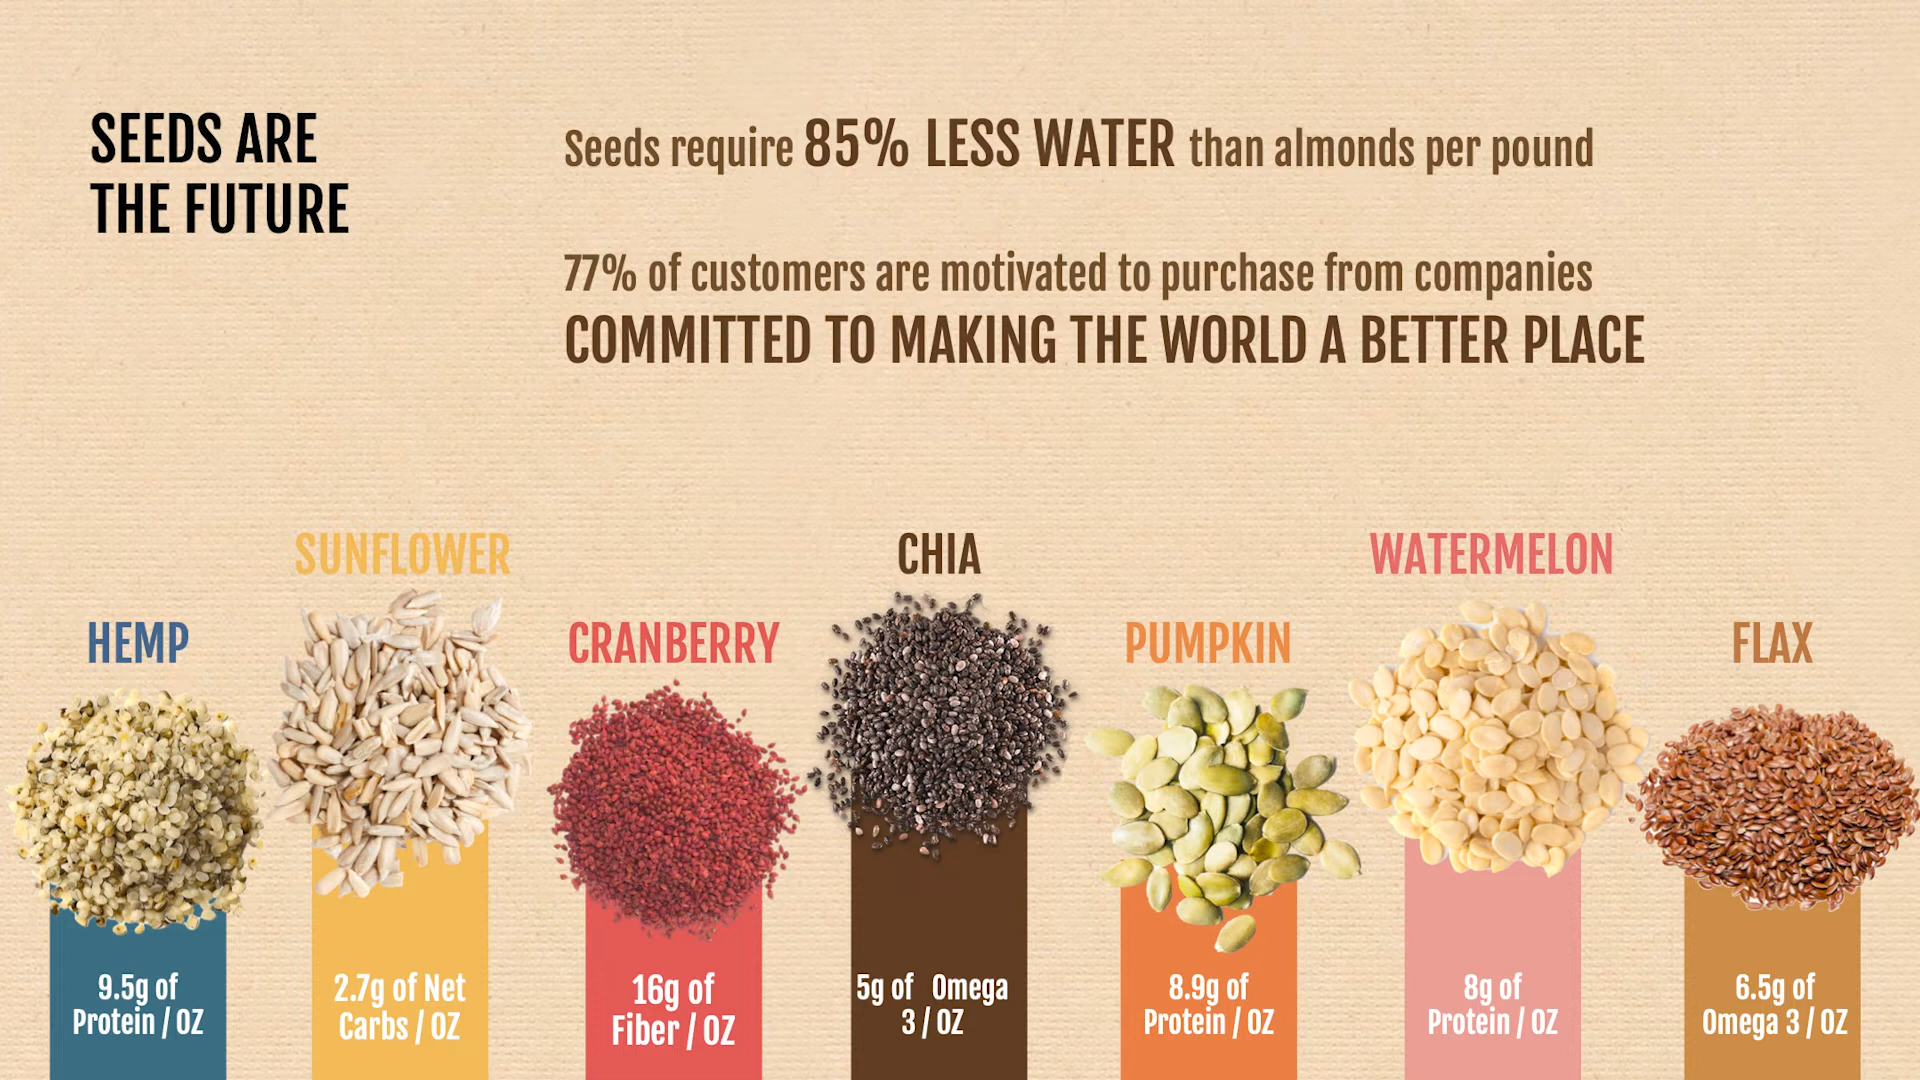 SEEDS ARE
THE FUTURE
Seeds require 85% LESS WATER than almonds per pound
77% of customers are motivated to purchase from companies
COMMITTED TO MAKING THE WORLD A BETTER PLACE
HEMP
SUNFLOWER
CRANBERRY
CHIA
PUMPKIN
WATERMELON
FLAX
9.5g of
Protein / OZ
2.7g of Net
Carbs / OZ
16g of
Fiber / OZ
5g of Omega
3 / OZ
8.9g of
Protein / OZ
8g of
Protein / OZ
6.5g of
Omega 3 / OZ